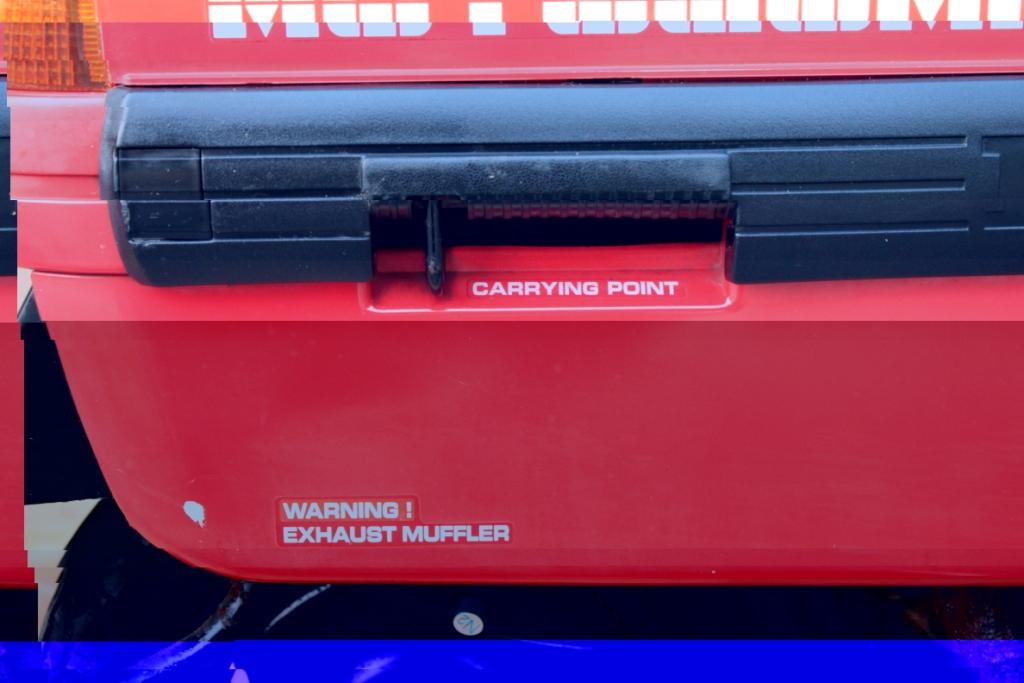 CARRYING POINT
WARNING !
EXHAUST MUFFLER